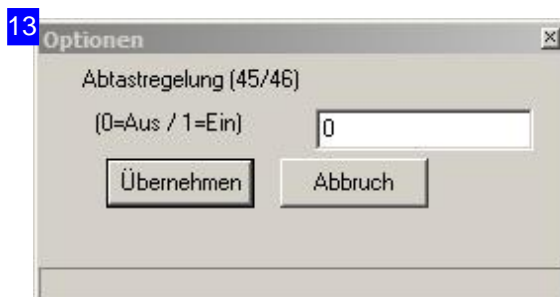 13
Optionen
Abtastregelung (45/46)
(0=Aus / 1=Ein) 0
Übernehmen Abbruch